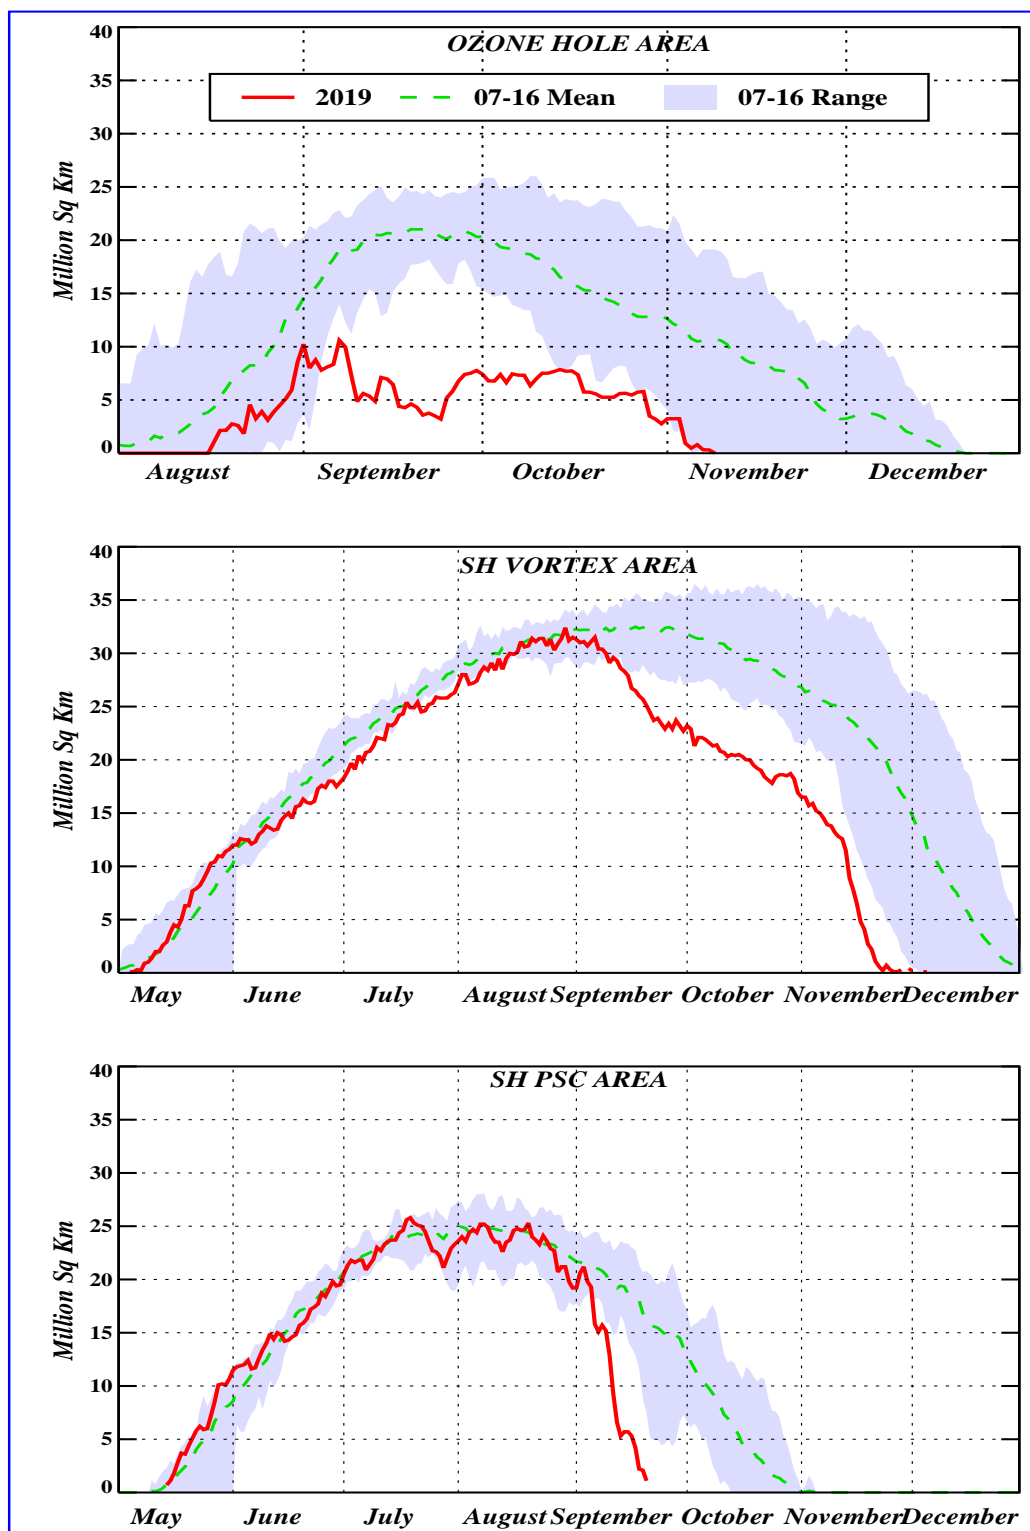 OZONE HOLE AREA
2019 07-16 Mean 07-16 Range
Million Sq Km
40
35
30
25
20
15
10
5
0
August September October November December
SH VORTEX AREA
Million Sq Km
40
35
30
25
20
15
10
5
0
May June July August September October November December
SH PSC AREA
Million Sq Km
40
35
30
25
20
15
10
5
0
May June July August September October November December